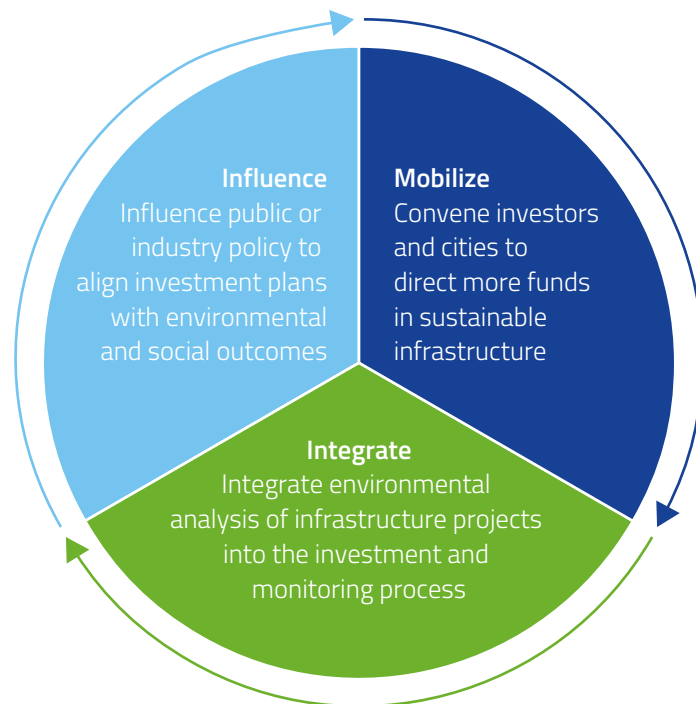 Influence
Influence public or
industry policy to
align investment plans
with environmental
and social outcomes
Mobilize
Convene investors
and cities to
direct more funds
in sustainable
infrastructure
Integrate
Integrate environmental
analysis of infrastructure projects
into the investment and
monitoring process